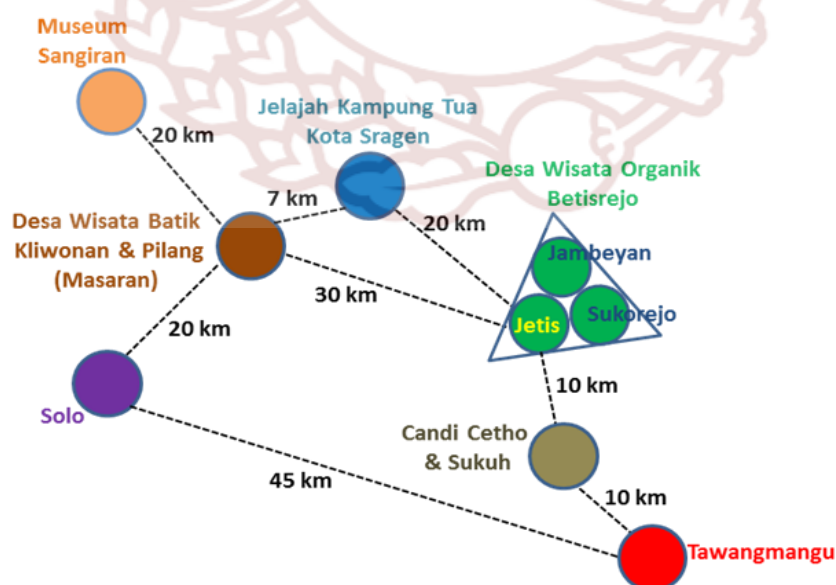 Museum
Sangiran
20 km
Jelajah Kampung Tua
Kota Sragen
7 km
20 km
Desa Wisata Organik
Betisrejo
Desa Wisata Batik
Kliwonan & Pilang
(Masaran)
30 km
Jambeyan
Sukorejo
Jetis
20 km
Solo
10 km
Candi Cetho
& Sukuh
45 km
10 km
Tawangmangu